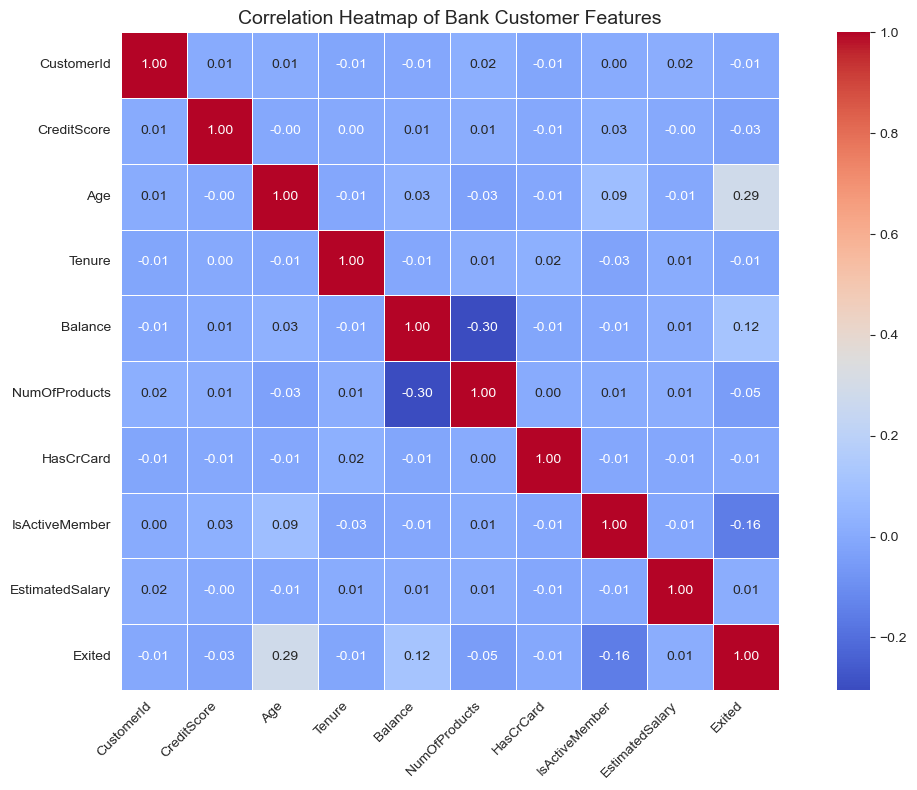 Correlation Heatmap of Bank Customer Features
CustomerId 1.00 0.01 0.01 -0.01 -0.01 0.02 -0.01 0.00 0.02 -0.01
CreditScore 0.01 1.00 -0.00 0.00 0.01 0.01 -0.01 0.03 -0.00 -0.03
Age 0.01 -0.00 1.00 -0.01 0.03 -0.03 -0.01 0.09 -0.01 0.29
Tenure -0.01 0.00 -0.01 1.00 -0.01 0.01 0.02 -0.03 0.01 -0.01
Balance -0.01 0.01 0.03 -0.01 1.00 -0.30 -0.01 -0.01 0.01 0.12
NumOfProducts 0.02 0.01 -0.03 0.01 -0.30 1.00 0.00 0.01 0.01 -0.05
HasCrCard -0.01 -0.01 -0.01 0.02 -0.01 0.00 1.00 -0.01 -0.01 -0.01
IsActiveMember 0.00 0.03 0.09 -0.03 -0.01 0.01 -0.01 1.00 -0.01 -0.16
EstimatedSalary 0.02 -0.00 -0.01 0.01 0.01 0.01 -0.01 -0.01 1.00 0.01
Exited -0.01 -0.03 0.29 -0.01 0.12 -0.05 -0.01 -0.16 0.01 1.00
CustomerId CreditScore Age Tenure Balance NumOfProducts HasCrCard IsActiveMember EstimatedSalary Exited
1.0
0.8
0.6
0.4
0.2
0.0
−0.2